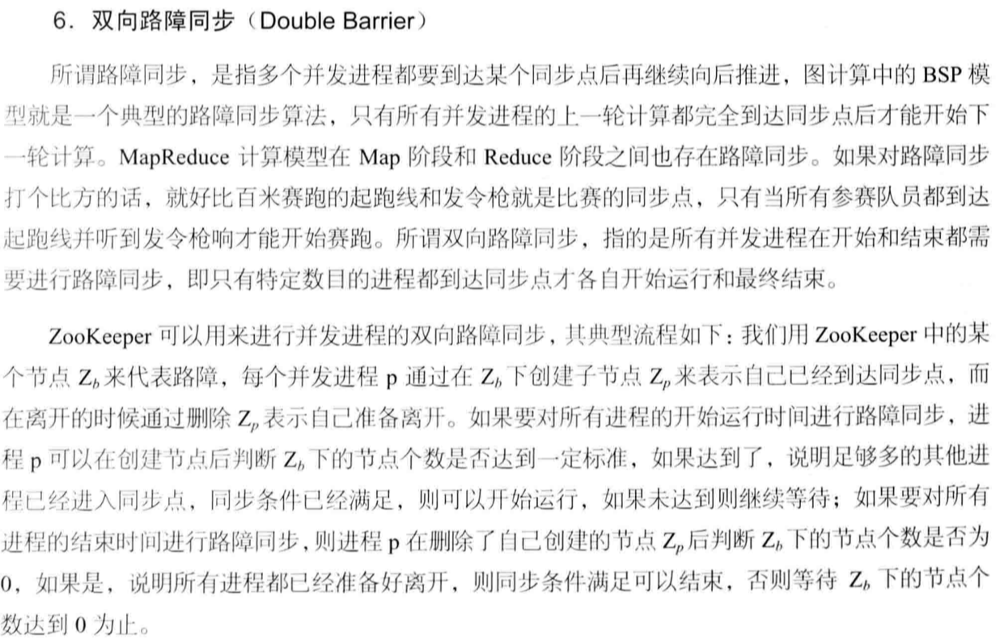 6．双向路障同步（Double Barrier）
所谓路障同步，是指多个并发进程都要到达某个同步点后再继续向后推进，图计算中的 BSP 模
型就是一个典型的路障同步算法，只有所有并发进程的上一轮计算都完全到达同步点后才能开始下
一轮计算。MapReduce 计算模型在 Map 阶段和 Reduce 阶段之间也存在路障同步。如果对路障同步
打个比方的话，就好比百米赛跑的起跑线和发令枪就是比赛的同步点，只有当所有参赛队员都到达
起跑线并听到发令枪响才能开始赛跑。所谓双向路障同步，指的是所有并发进程在开始和结束都需
要进行路障同步，即只有特定数目的进程都到达同步点才各自开始运行和最终结束。
ZooKeeper 可以用来进行并发进程的双向路障同步，其典型流程如下：我们用 ZooKeeper 中的某
个节点 Zb来代表路障，每个并发进程 p 通过在 Zb下创建子节点 Zp来表示自己已经到达同步点，而
在离开的时候通过删除 Zp表示自己准备离开。如果要对所有进程的开始运行时间进行路障同步，进
程 p 可以在创建节点后判断 Zb下的节点个数是否达到一定标准，如果达到了，说明足够多的其他进
程已经进入同步点，同步条件已经满足，则可以开始运行，如果未达到则继续等待；如果要对所有
进程的结束时间进行路障同步，则进程 p 在删除了自己创建的节点 Zp后判断 Zb下的节点个数是否为
0，如果是，说明所有进程都已经准备好离开，则同步条件满足可以结束，否则等待 Zb 下的节点个
数达到 0 为止。